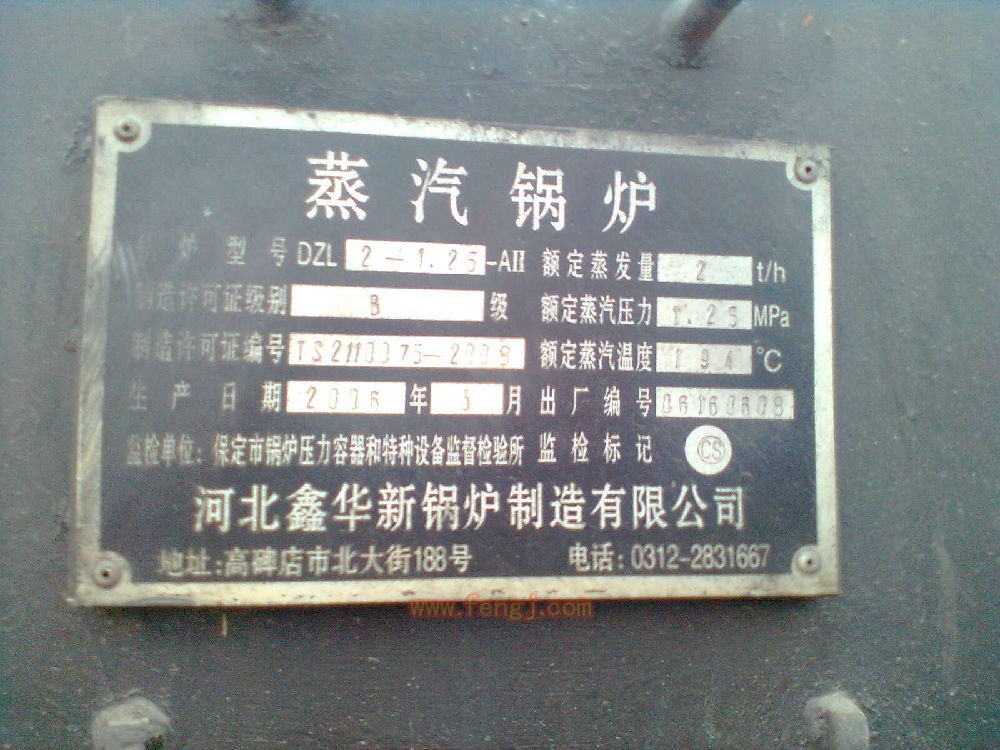 蒸汽锅炉
炉型号 DZL 2-1.25-AII 额定蒸发量 2 t/h
制造许可证级别 B 级 额定蒸汽压力 1.25 MPa
制造许可证编号 TS2110375-2008 额定蒸汽温度 194 ℃
生产日期 2006 年 月 出厂编号 06160608
监检单位：保定市锅炉压力容器和特种设备监督检验所 监检标记 CS
河北鑫华新锅炉制造有限公司
地址：高碑店市北大街188号 电话：0312-2831667
www.fengj.com